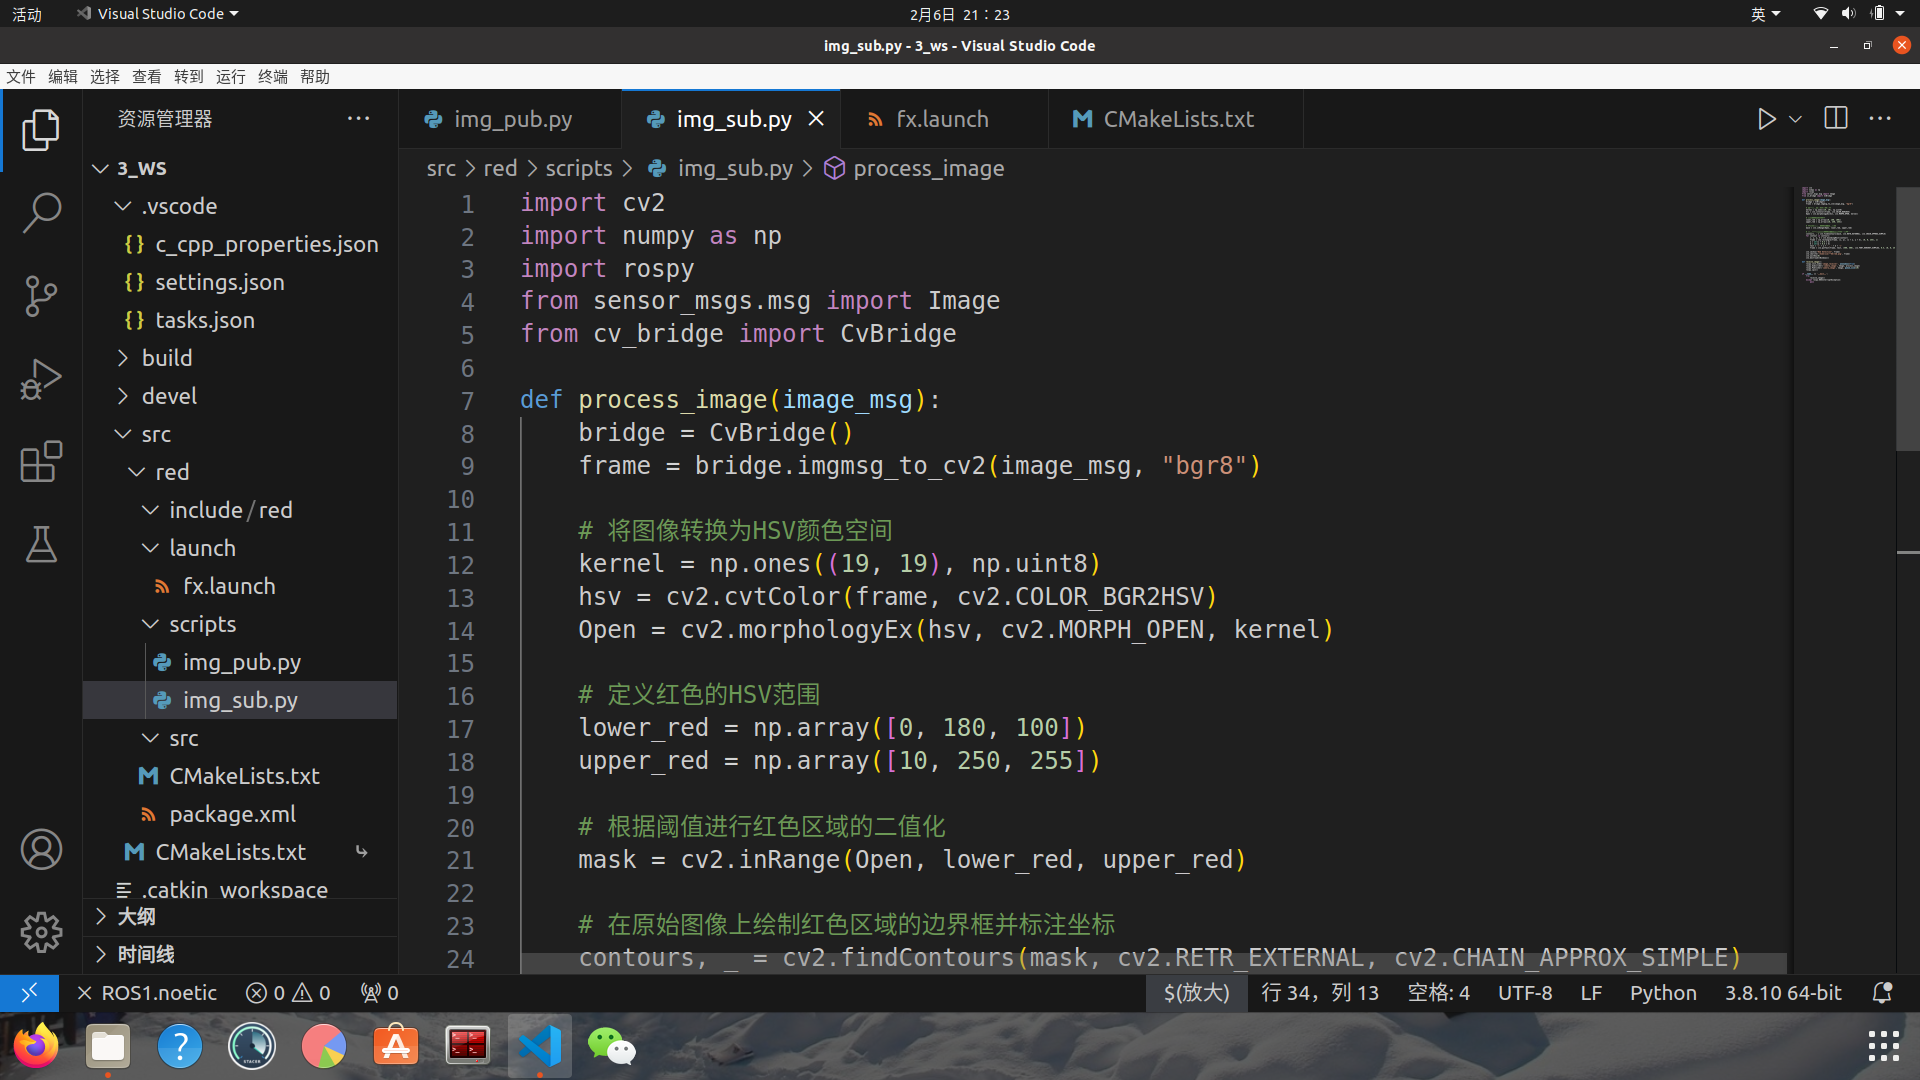 活动
Visual Studio Code
2月6日 21：23
英
img_sub.py - 3_ws - Visual Studio Code
文件 编辑 选择 查看 转到 运行 终端 帮助
资源管理器
img_pub.py
img_sub.py
fx.launch
CMakeLists.txt
src > red > scripts > img_sub.py > process_image
3_WS
.vscode
c_cpp_properties.json
settings.json
tasks.json
build
devel
src
red
include/red
launch
fx.launch
scripts
img_pub.py
img_sub.py
src
CMakeLists.txt
package.xml
CMakeLists.txt
.catkin_workspace
大纲
时间线
1 import cv2
2 import numpy as np
3 import rospy
4 from sensor_msgs.msg import Image
5 from cv_bridge import CvBridge
6
7 def process_image(image_msg):
8     bridge = CvBridge()
9     frame = bridge.imgmsg_to_cv2(image_msg, "bgr8")
10
11     # 将图像转换为HSV颜色空间
12     kernel = np.ones((19, 19), np.uint8)
13     hsv = cv2.cvtColor(frame, cv2.COLOR_BGR2HSV)
14     Open = cv2.morphologyEx(hsv, cv2.MORPH_OPEN, kernel)
15
16     # 定义红色的HSV范围
17     lower_red = np.array([0, 180, 100])
18     upper_red = np.array([10, 250, 255])
19
20     # 根据阈值进行红色区域的二值化
21     mask = cv2.inRange(Open, lower_red, upper_red)
22
23     # 在原始图像上绘制红色区域的边界框并标注坐标
24     contours, _ = cv2.findContours(mask, cv2.RETR_EXTERNAL, cv2.CHAIN_APPROX_SIMPLE)
ROS1.noetic 0 0 0
$(放大) 行 34，列 13 空格: 4 UTF-8 LF Python 3.8.10 64-bit